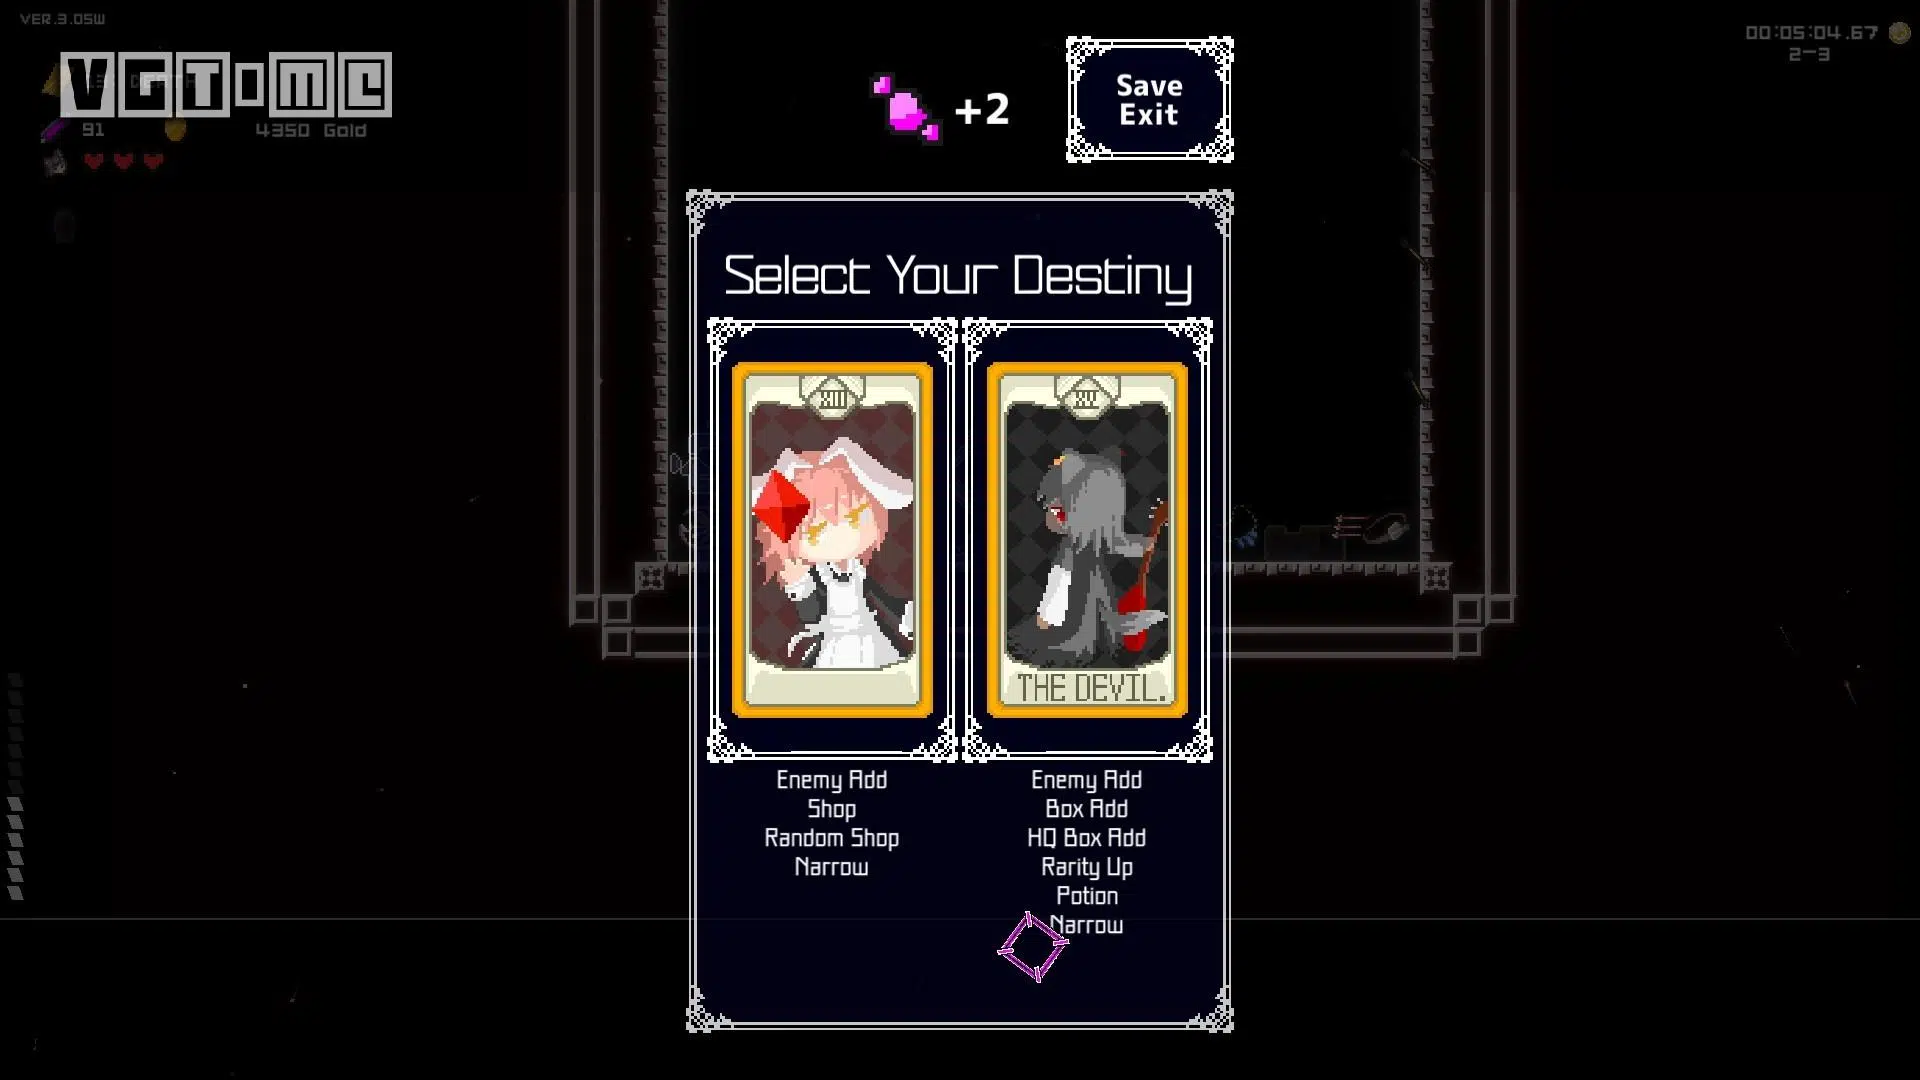 VER.3.05W
VGTIME
00:05:04.67
2-3
91
4350 Gold
+2
Save
Exit
Select Your Destiny
XIII
XV
THE DEVIL.
Enemy Add
Shop
Random Shop
Narrow
Enemy Add
Box Add
HQ Box Add
Rarity Up
Potion
Narrow